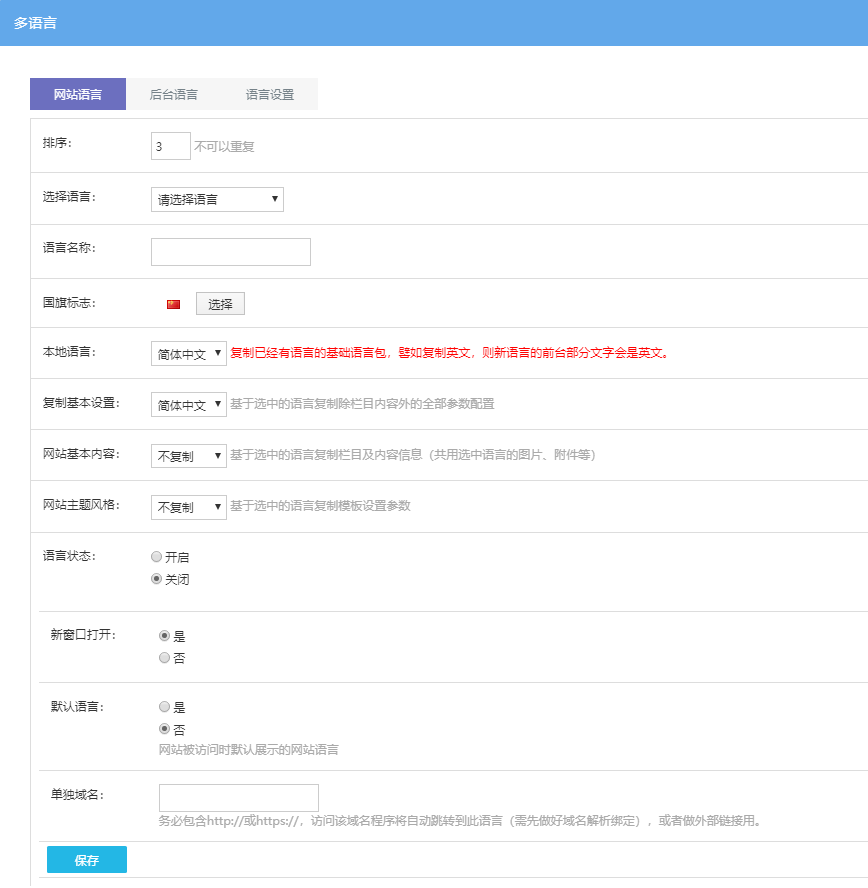 多语言
网站语言 后台语言 语言设置
排序: 3 不可以重复
选择语言: 请选择语言
语言名称:
国旗标志: 选择
本地语言: 简体中文 复制已经有语言的基础语言包，譬如复制英文，则新语言的前台部分文字会是英文。
复制基本设置: 简体中文 基于选中的语言复制除栏目内容外的全部参数配置
网站基本内容: 不复制 基于选中的语言复制栏目及内容信息（共用选中语言的图片、附件等）
网站主题风格: 不复制 基于选中的语言复制模板设置参数
语言状态: 开启
关闭
新窗口打开: 是
否
默认语言: 是
否
网站被访问时默认展示的网站语言
单独域名:
务必包含http://或https://，访问该域名程序将自动跳转到此语言（需先做好域名解析绑定），或者做外部链接用。
保存